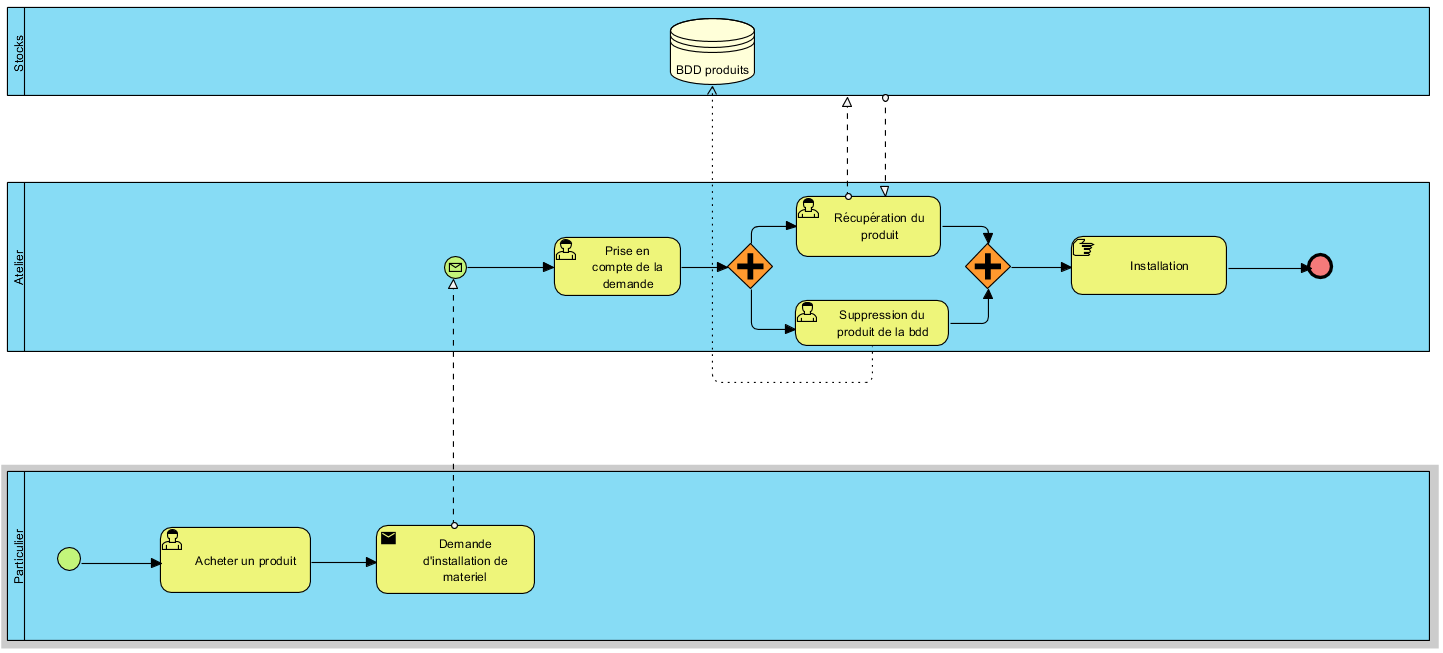 Stocks
BDD produits
Atelier
Prise en
compte de la
demande
Récupération du
produit
Suppression du
produit de la bdd
Installation
Particulier
Acheter un produit
Demande
d'installation de
materiel